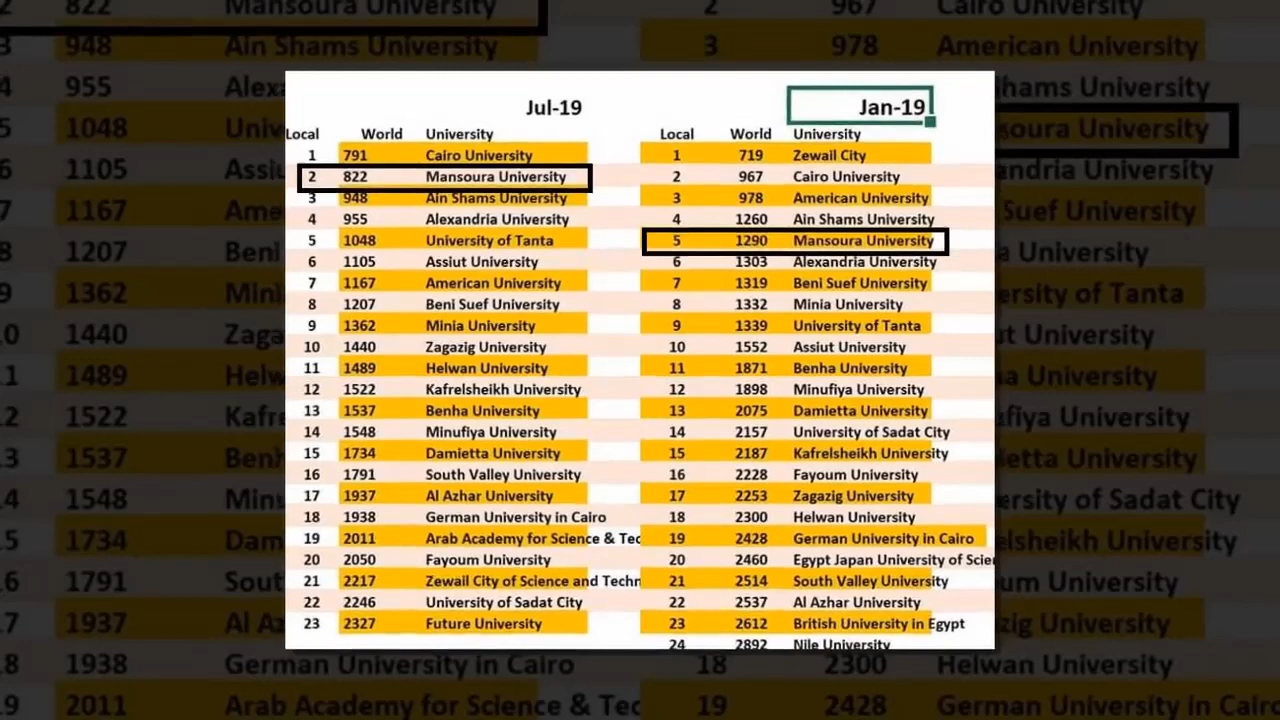 Jul-19 Jan-19
Local World University Local World University
1 791 Cairo University 1 719 Zewail City
2 822 Mansoura University 2 967 Cairo University
3 948 Ain Shams University 3 978 American University
4 955 Alexandria University 4 1260 Ain Shams University
5 1048 University of Tanta 5 1290 Mansoura University
6 1105 Assiut University 6 1303 Alexandria University
7 1167 American University 7 1319 Beni Suef University
8 1207 Beni Suef University 8 1332 Minia University
9 1362 Minia University 9 1339 University of Tanta
10 1440 Zagazig University 10 1552 Assiut University
11 1489 Helwan University 11 1871 Benha University
12 1522 Kafrelsheikh University 12 1898 Minufiya University
13 1537 Benha University 13 2075 Damietta University
14 1548 Minufiya University 14 2157 University of Sadat City
15 1734 Damietta University 15 2187 Kafrelsheikh University
16 1791 South Valley University 16 2228 Fayoum University
17 1937 Al Azhar University 17 2253 Zagazig University
18 1938 German University in Cairo 18 2300 Helwan University
19 2011 Arab Academy for Science & Tec 19 2428 German University in Cairo
20 2050 Fayoum University 20 2460 Egypt Japan University of Scien
21 2217 Zewail City of Science and Techn 21 2514 South Valley University
22 2246 University of Sadat City 22 2537 Al Azhar University
23 2327 Future University 23 2612 British University in Egypt
24 2892 Nile University